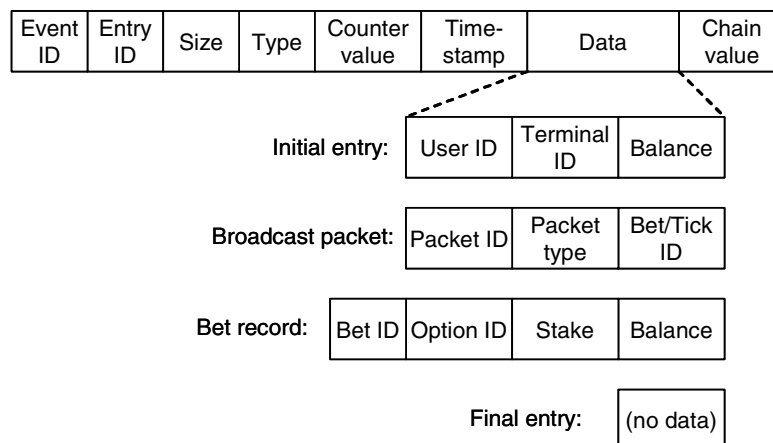 Event ID Entry ID Size Type Counter value Time-stamp Data Chain value
Initial entry: User ID Terminal ID Balance
Broadcast packet: Packet ID Packet type Bet/Tick ID
Bet record: Bet ID Option ID Stake Balance
Final entry: (no data)